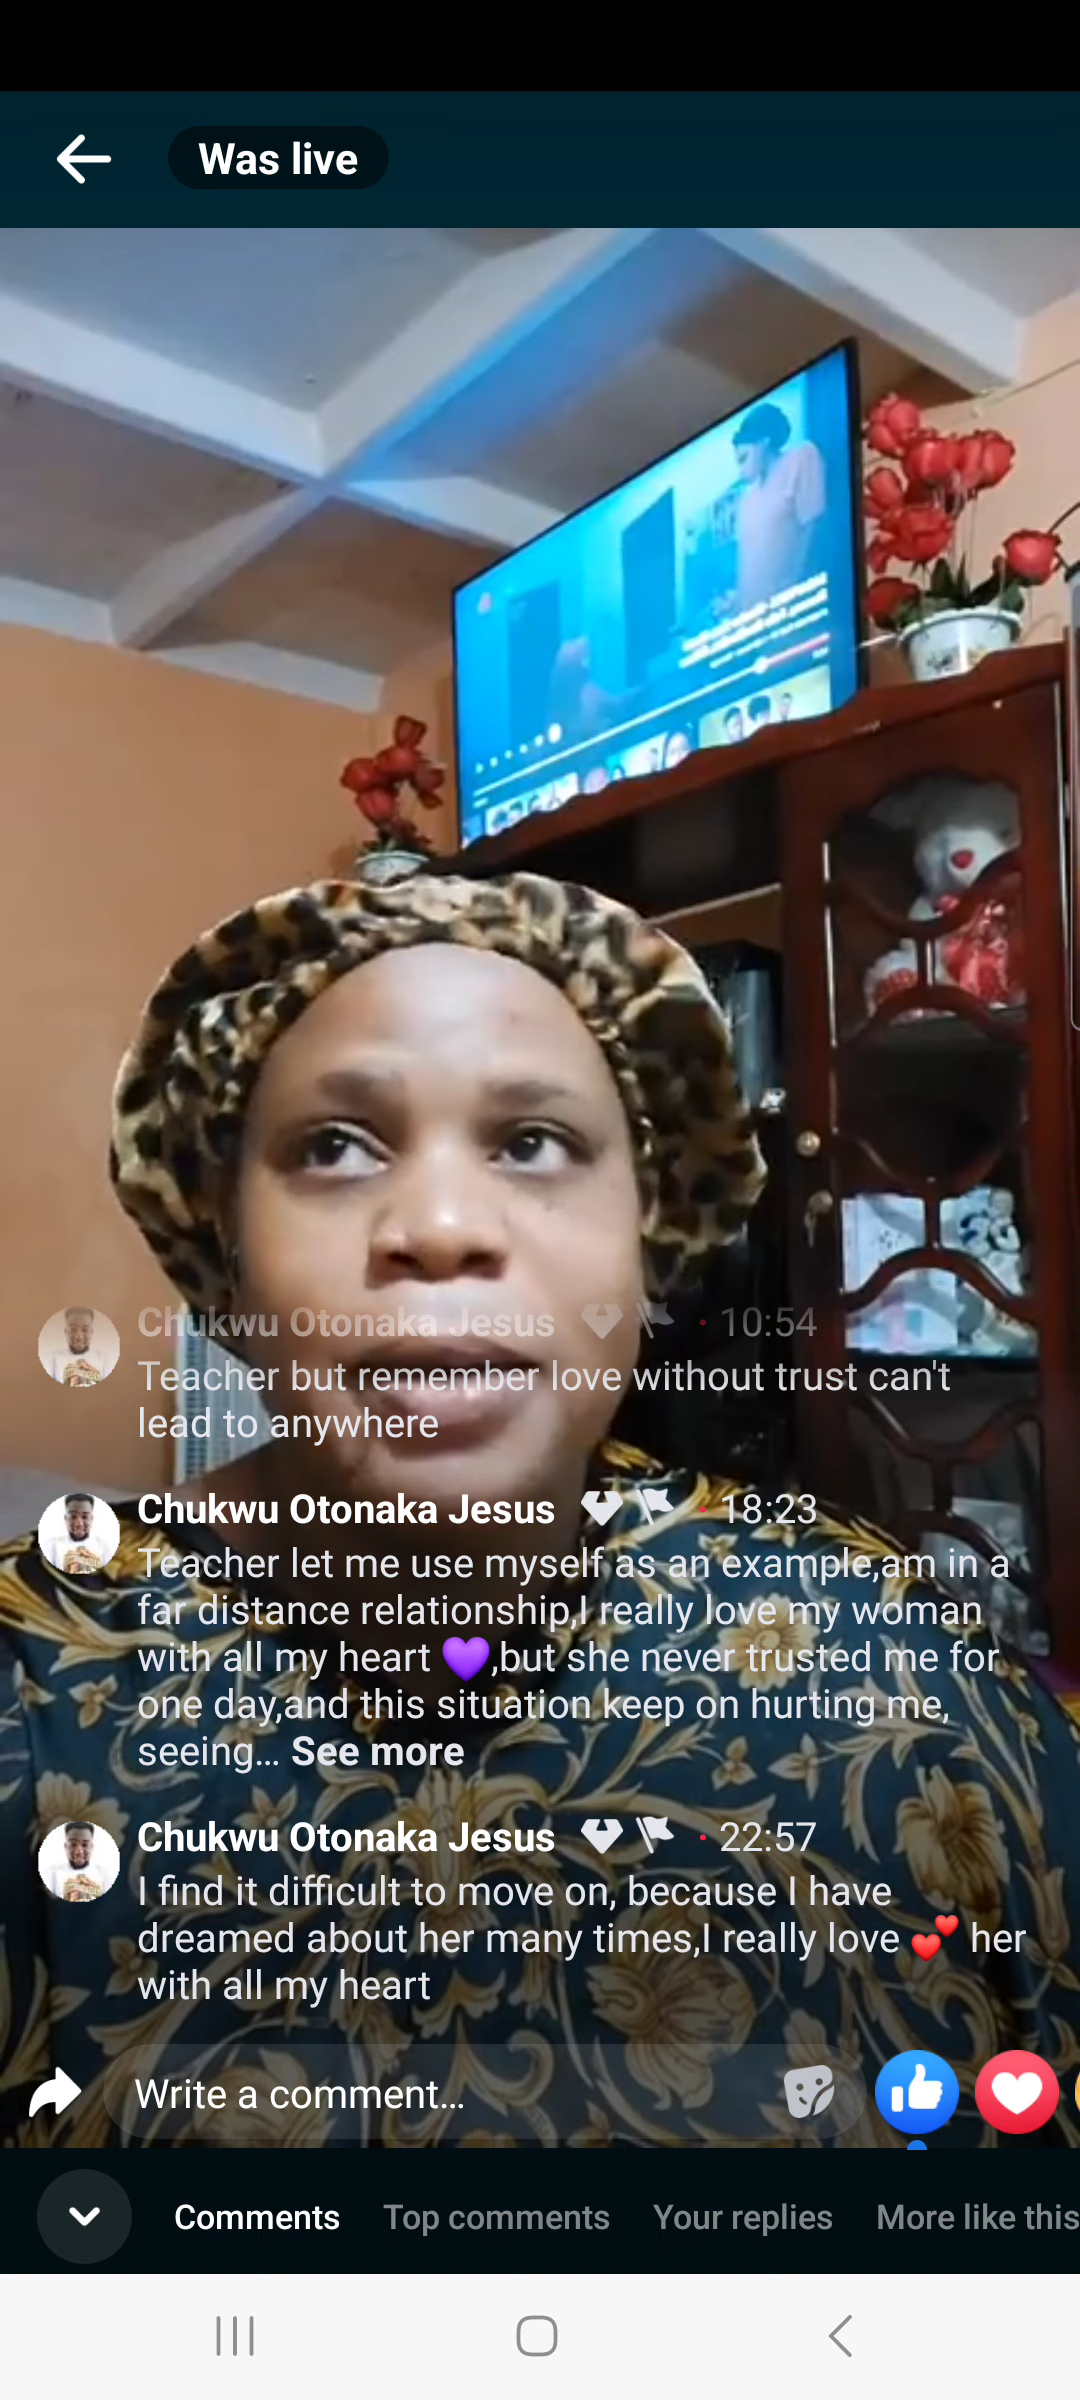 Was live
Chukwu Otonaka Jesus · 10:54
Teacher but remember love without trust can't
lead to anywhere
Chukwu Otonaka Jesus · 18:23
Teacher let me use myself as an example,am in a
far distance relationship,I really love my woman
with all my heart 💜,but she never trusted me for
one day,and this situation keep on hurting me,
seeing... See more
Chukwu Otonaka Jesus · 22:57
I find it difficult to move on, because I have
dreamed about her many times,I really love 💕 her
with all my heart
Write a comment...
Comments Top comments Your replies More like this